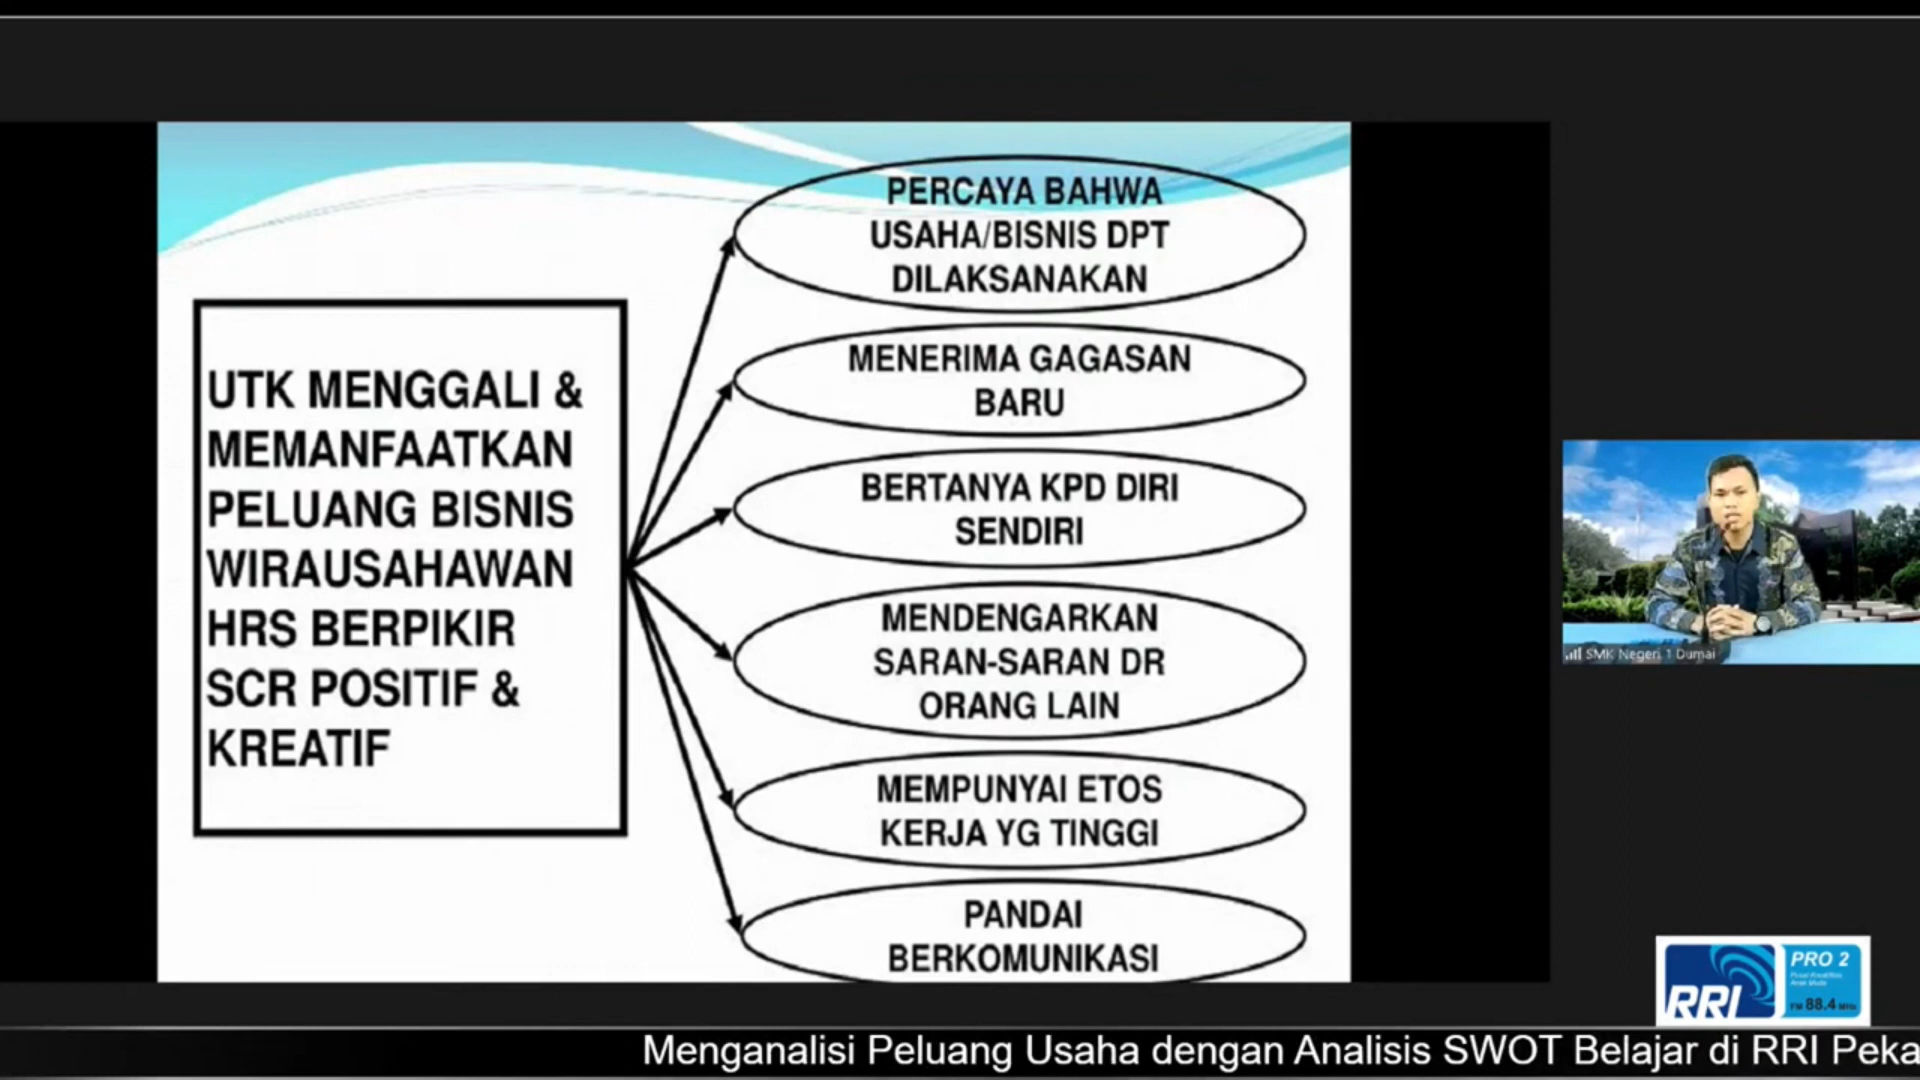 UTK MENGGALI &
MEMANFAATKAN
PELUANG BISNIS
WIRAUSAHAWAN
HRS BERPIKIR
SCR POSITIF &
KREATIF
PERCAYA BAHWA
USAHA/BISNIS DPT
DILAKSANAKAN
MENERIMA GAGASAN
BARU
BERTANYA KPD DIRI
SENDIRI
MENDENGARKAN
SARAN-SARAN DR
ORANG LAIN
MEMPUNYAI ETOS
KERJA YG TINGGI
PANDAI
BERKOMUNIKASI
SMK Negeri 1 Dumai
RRI
PRO 2
FM 88.4 MHz
Menganalisi Peluang Usaha dengan Analisis SWOT Belajar di RRI Peka